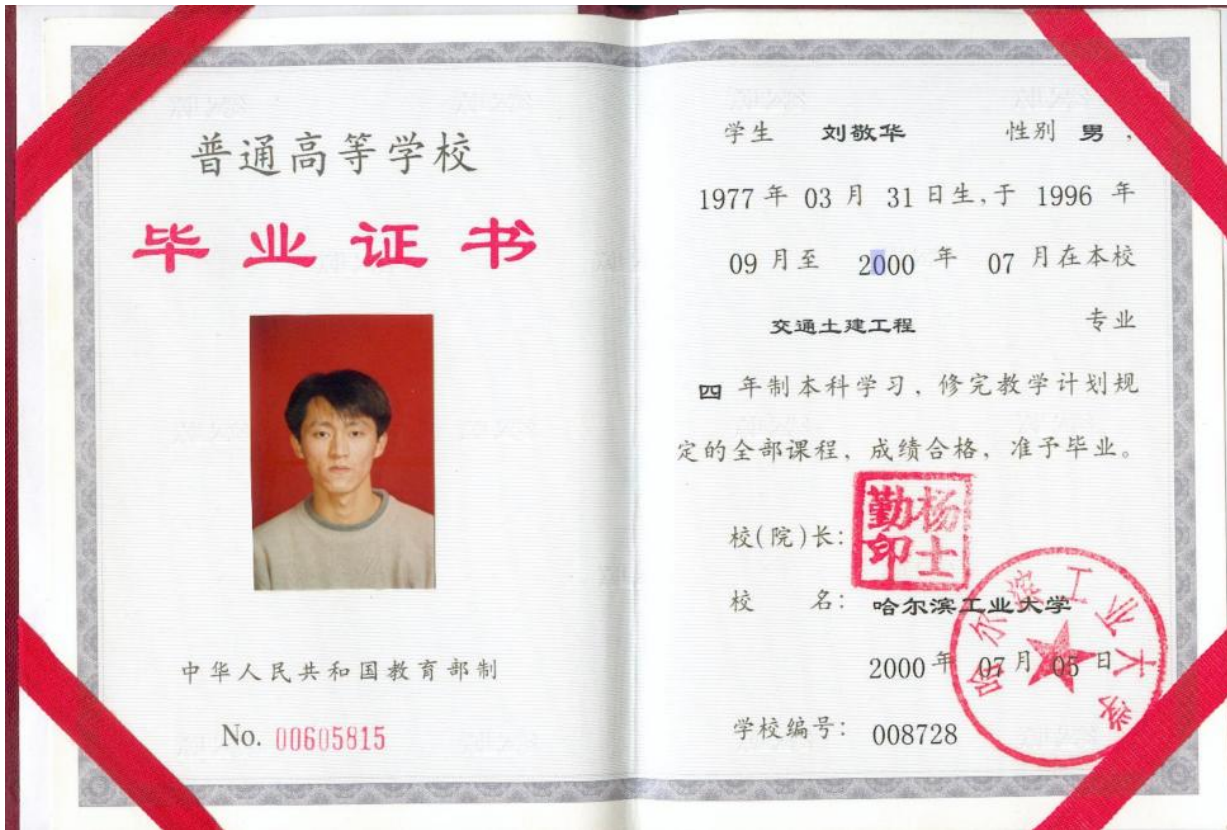 普通高等学校
毕业证书
中华人民共和国教育部制
No. 00605815
学生 刘敬华 性别 男，
1977 年 03 月 31 日生，于 1996 年
09 月至 2000 年 07 月在本校
交通土建工程 专业
四 年制本科学习，修完教学计划规
定的全部课程，成绩合格，准予毕业。
校(院)长：
杨士勤印
校 名：哈尔滨工业大学
哈尔滨工业大学
2000 年 07 月 05 日
学校编号：008728